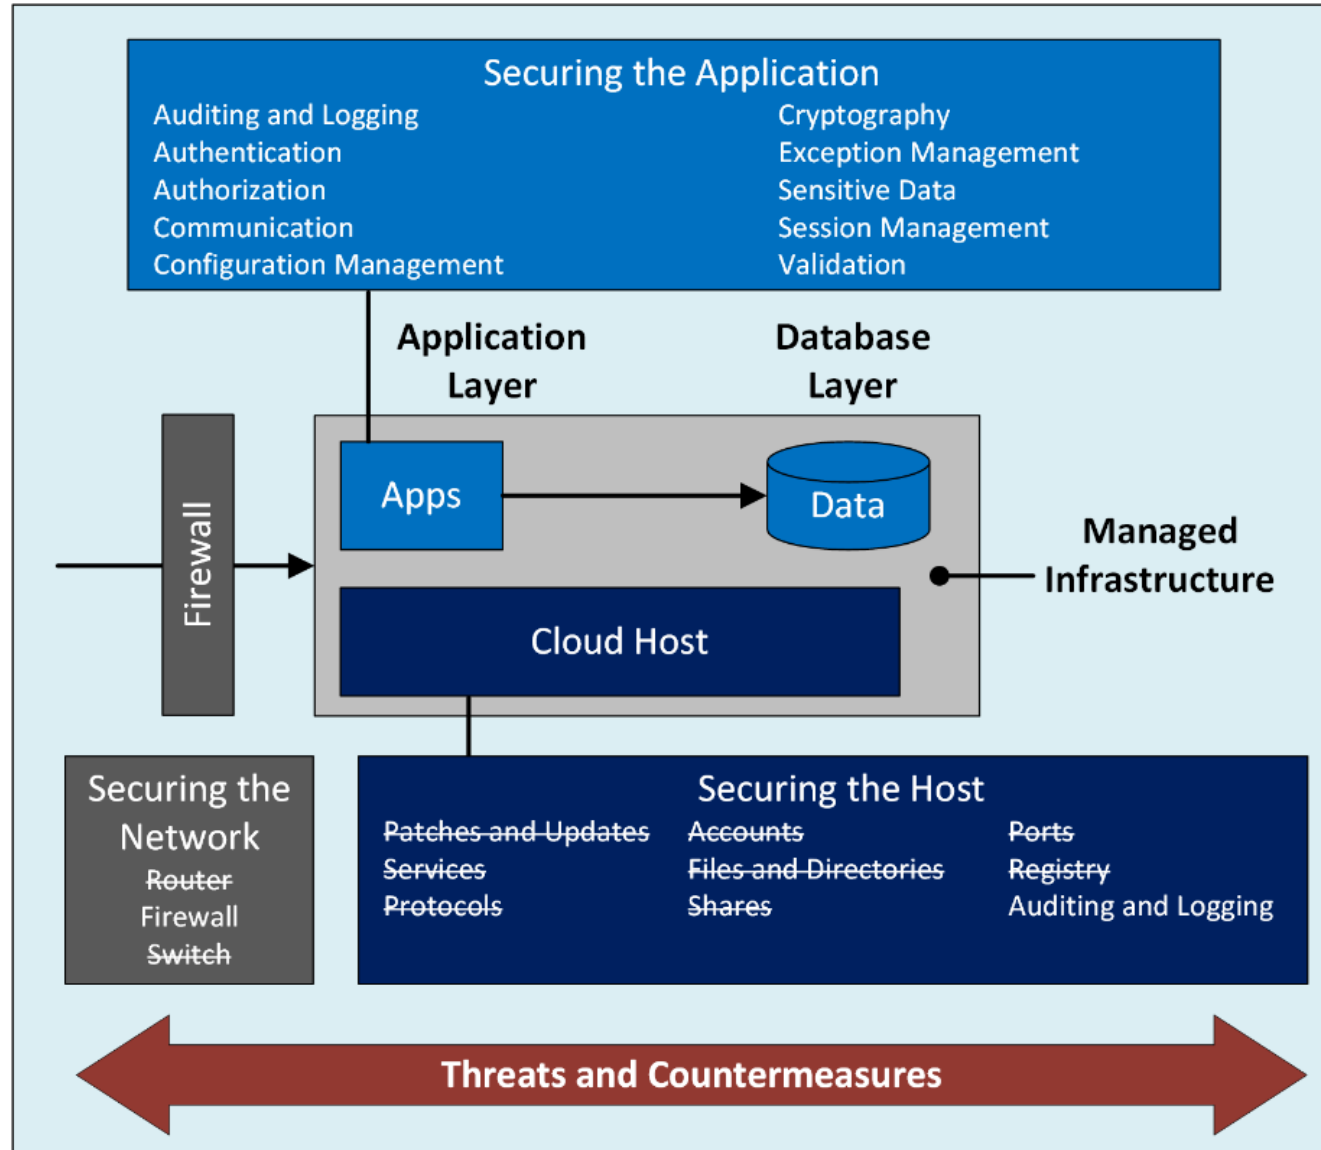 Securing the Application
Auditing and Logging
Authentication
Authorization
Communication
Configuration Management
Cryptography
Exception Management
Sensitive Data
Session Management
Validation
Application
Layer
Database
Layer
Firewall
Apps
Data
Managed
Infrastructure
Cloud Host
Securing the
Network
Router
Firewall
Switch
Securing the Host
Patches and Updates
Services
Protocols
Accounts
Files and Directories
Shares
Ports
Registry
Auditing and Logging
Threats and Countermeasures